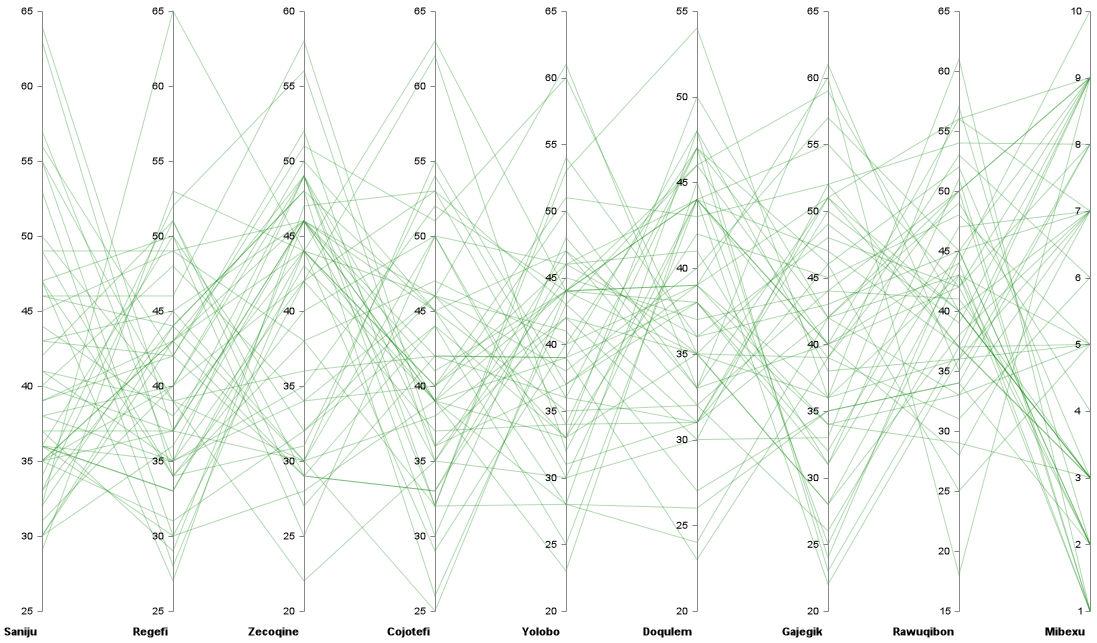 65 65 60 65 65 55 65 65 10
60 60 55 60 60 50 60 60 9
55 55 50 55 55 45 55 55 8
50 50 45 50 50 40 50 50 7
45 45 40 45 45 35 45 45 6
40 40 35 40 40 30 40 40 5
35 35 30 35 35 25 35 35 4
30 30 25 30 30 20 30 30 3
25 25 20 25 25 25 25 2
20 20 20 1
15
Saniju Regefi Zecoqine Cojotefi Yolobo Doqulem Gajegik Rawuqibon Mibexu